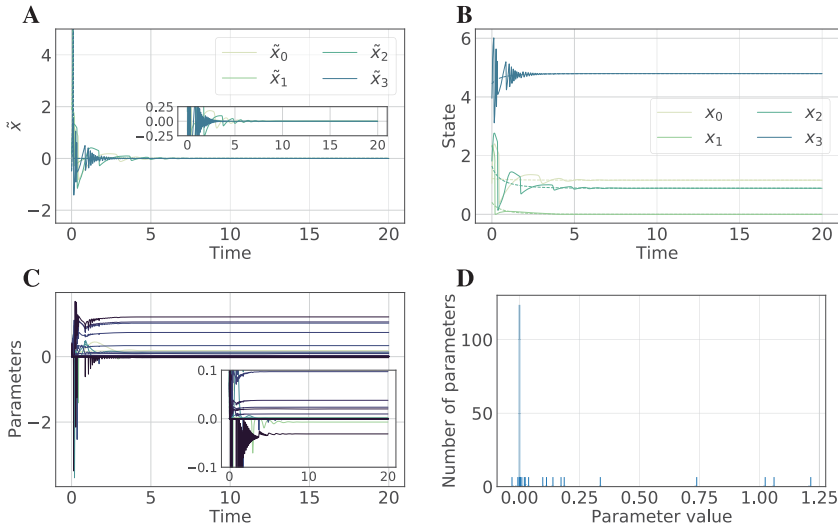 A
4
2
0
−2
x̃
x̃₀ x̃₂
x̃₁ x̃₃
0.25
0.00
−0.25
0 5 10 15 20
0 5 10 15 20
Time
B
6
4
2
0
State
x₀ x₂
x₁ x₃
0 5 10 15 20
Time
C
0
−2
Parameters
0.1
0.0
−0.1
0 5 10 15 20
0 5 10 15 20
Time
D
100
50
0
Number of parameters
0.00 0.25 0.50 0.75 1.00 1.25
Parameter value